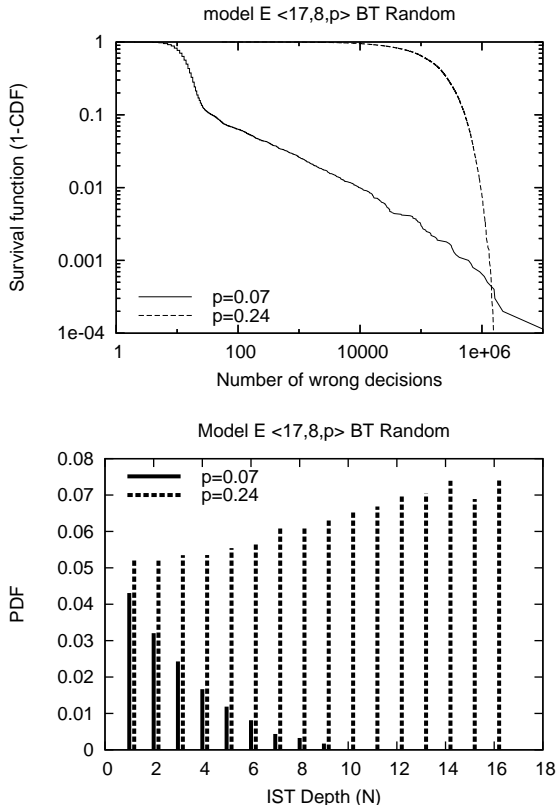 model E <17,8,p> BT Random
Survival function (1-CDF)
1
0.1
0.01
0.001
1e-04
p=0.07
p=0.24
1 100 10000 1e+06
Number of wrong decisions
Model E <17,8,p> BT Random
PDF
0.08
0.07
0.06
0.05
0.04
0.03
0.02
0.01
0
p=0.07
p=0.24
0 2 4 6 8 10 12 14 16 18
IST Depth (N)